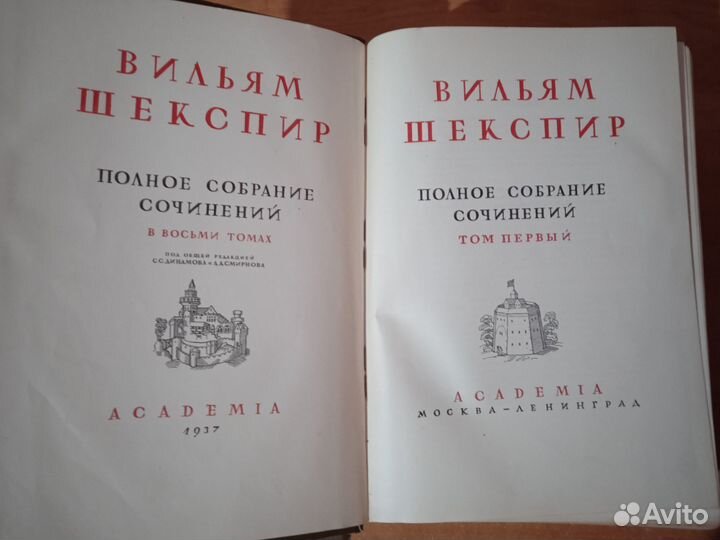 ВИЛЬЯМ
ШЕКСПИР
ПОЛНОЕ СОБРАНИЕ
СОЧИНЕНИЙ
В ВОСЬМИ ТОМАХ
ПОД ОБЩЕЙ РЕДАКЦИЕЙ
С.С.ДИНАМОВА и А.А.СМИРНОВА
ACADEMIA
1937
ВИЛЬЯМ
ШЕКСПИР
ПОЛНОЕ СОБРАНИЕ
СОЧИНЕНИЙ
ТОМ ПЕРВЫЙ
ACADEMIA
МОСКВА–ЛЕНИНГРАД
Avito